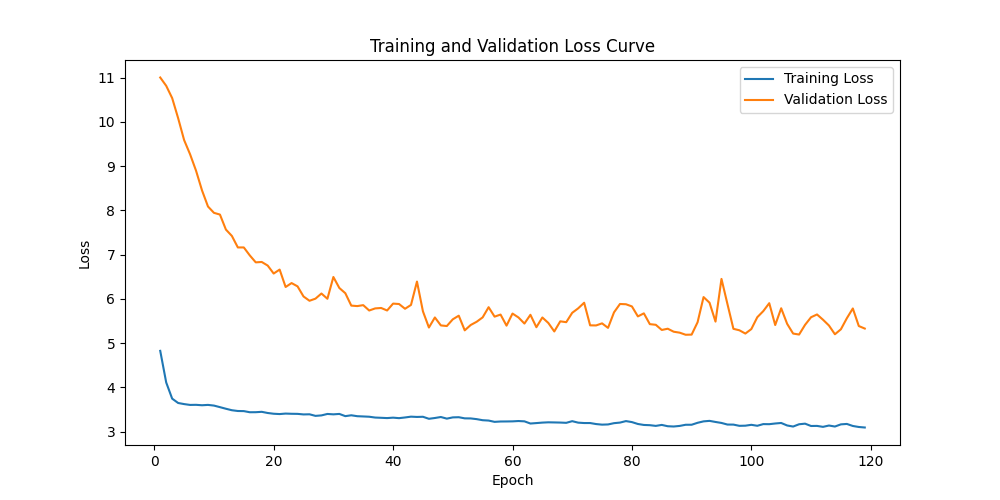 Training and Validation Loss Curve
Training Loss
Validation Loss
Loss
11
10
9
8
7
6
5
4
3
0 20 40 60 80 100 120
Epoch